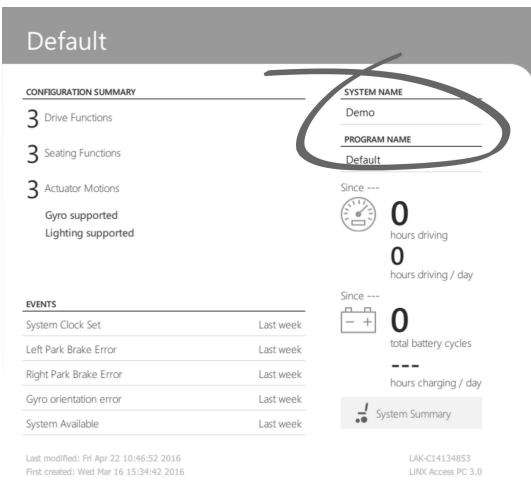 Default
CONFIGURATION SUMMARY
3 Drive Functions
3 Seating Functions
3 Actuator Motions
Gyro supported
Lighting supported
EVENTS
System Clock Set Last week
Left Park Brake Error Last week
Right Park Brake Error Last week
Gyro orientation error Last week
System Available Last week
SYSTEM NAME
Demo
PROGRAM NAME
Default
Since ---
0
hours driving
0
hours driving / day
Since ---
0
total battery cycles
---
hours charging / day
System Summary
Last modified: Fri Apr 22 10:46:52 2016
First created: Wed Mar 16 15:34:42 2016
LAK-C14134853
LiNX Access PC 3.0